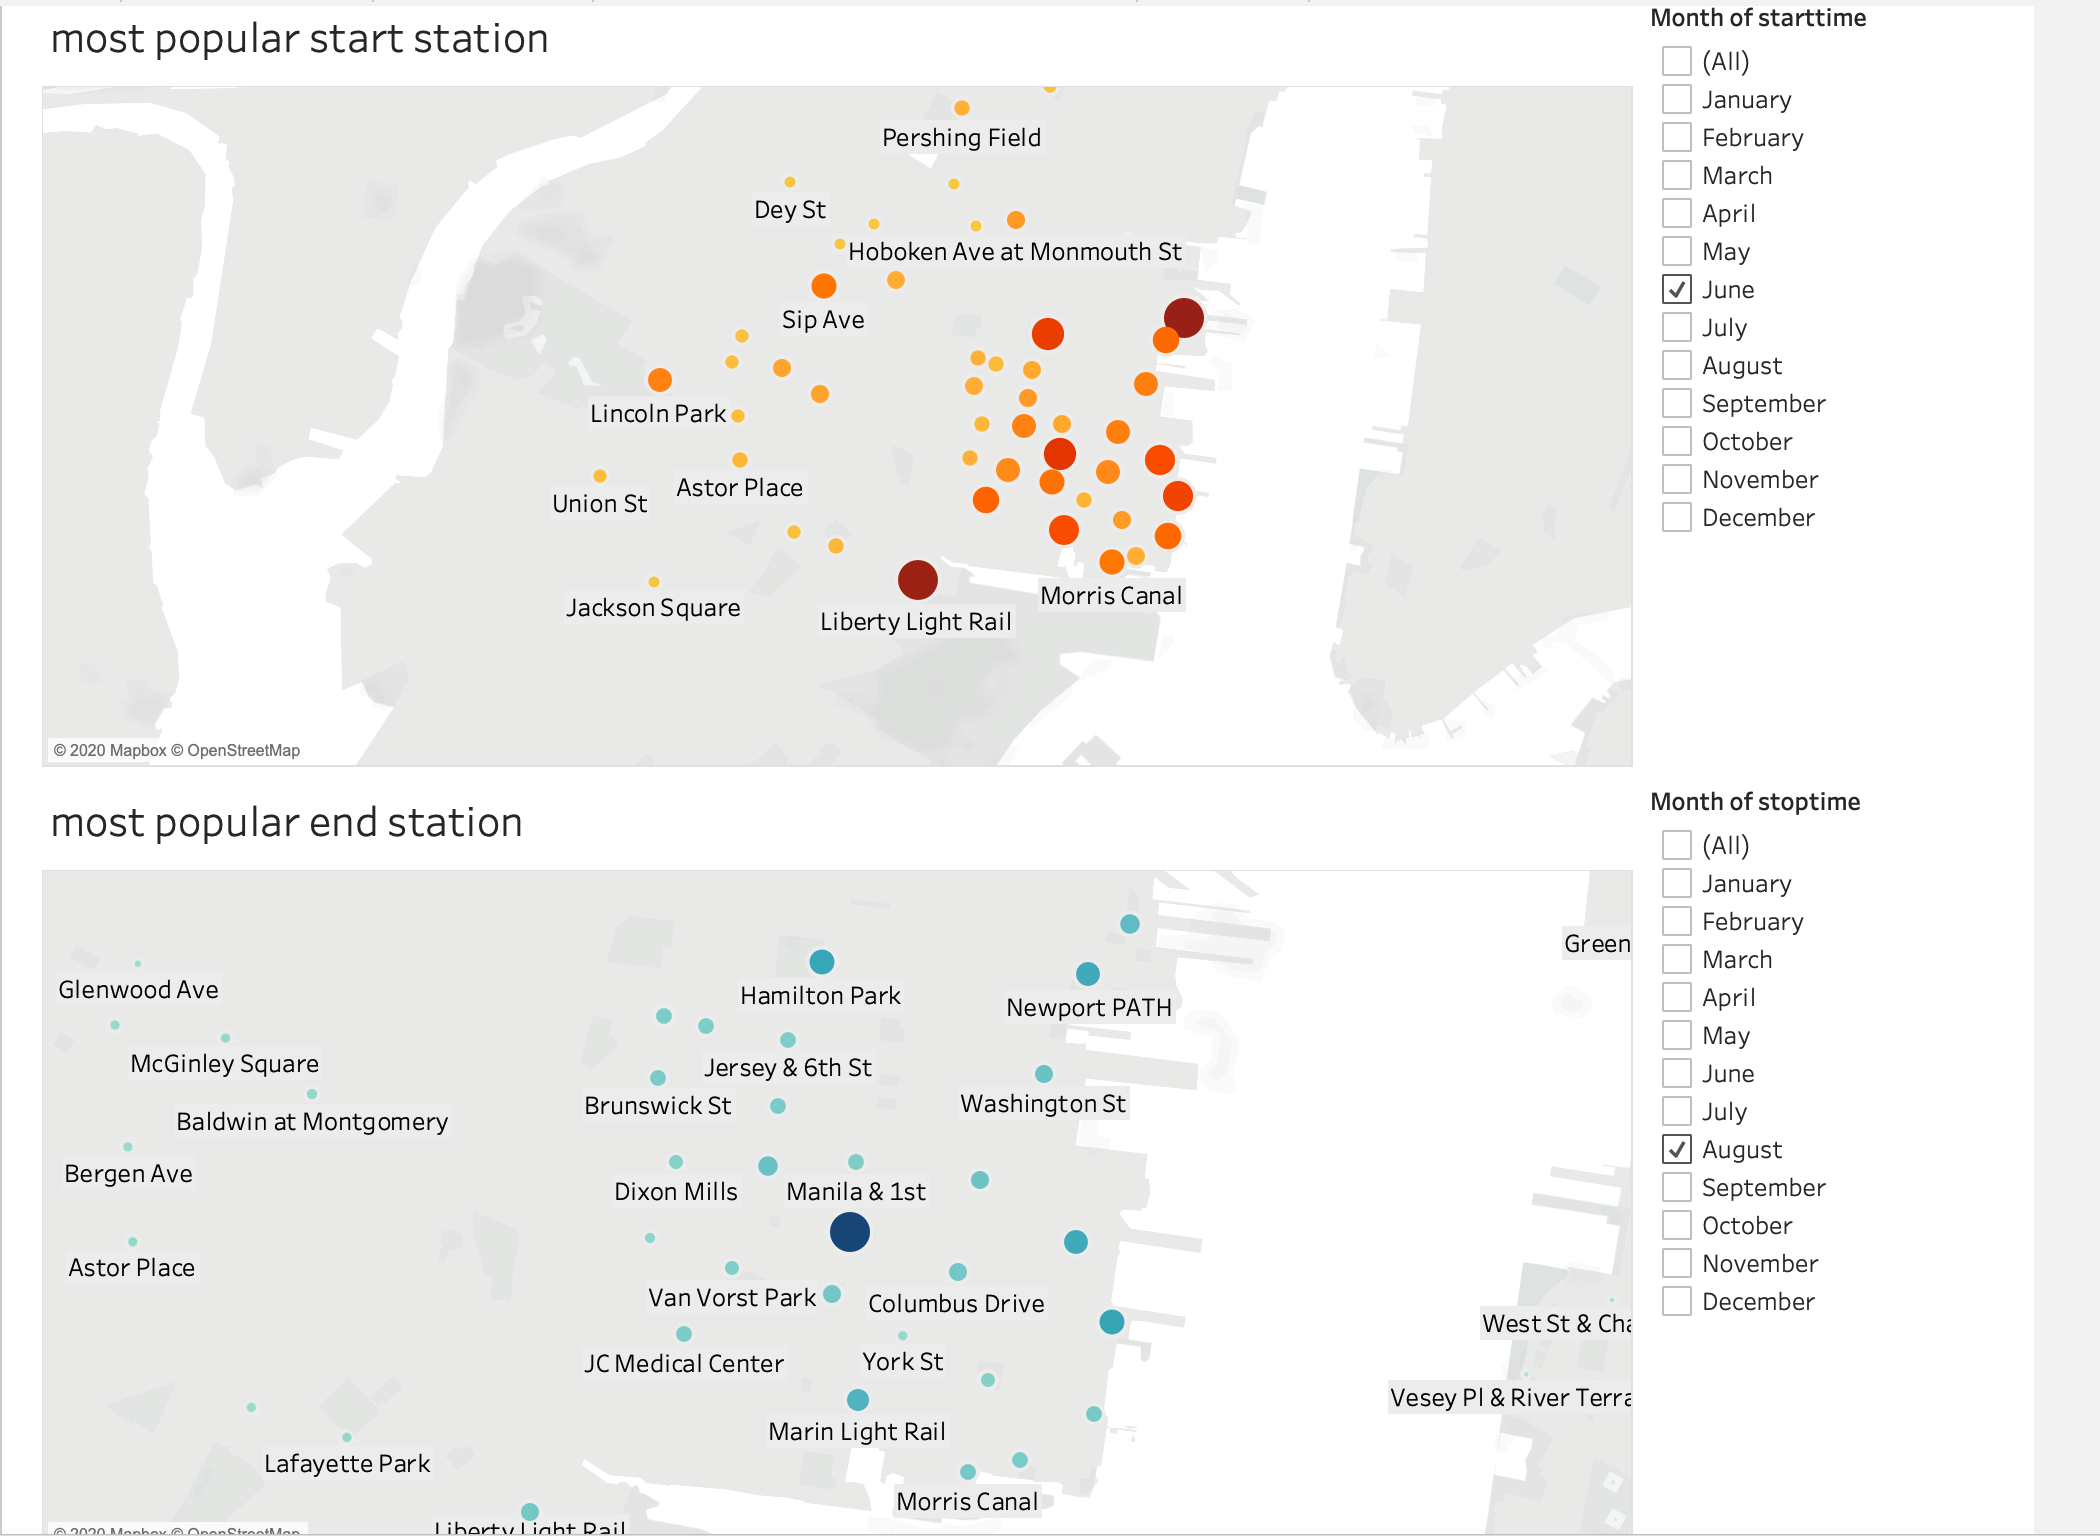 most popular start station
Month of starttime
(All)
January
February
March
April
May
June
July
August
September
October
November
December
Pershing Field
Dey St
Hoboken Ave at Monmouth St
Sip Ave
Lincoln Park
Astor Place
Union St
Morris Canal
Jackson Square
Liberty Light Rail
© 2020 Mapbox © OpenStreetMap
most popular end station
Month of stoptime
(All)
January
February
March
April
May
June
July
August
September
October
November
December
Green
Glenwood Ave
Hamilton Park
Newport PATH
McGinley Square
Jersey & 6th St
Brunswick St
Washington St
Baldwin at Montgomery
Bergen Ave
Dixon Mills
Manila & 1st
Astor Place
Van Vorst Park
Columbus Drive
West St & Cha
JC Medical Center
York St
Vesey Pl & River Terra
Marin Light Rail
Lafayette Park
Morris Canal
Liberty Light Rail
© 2020 Mapbox © OpenStreetMap